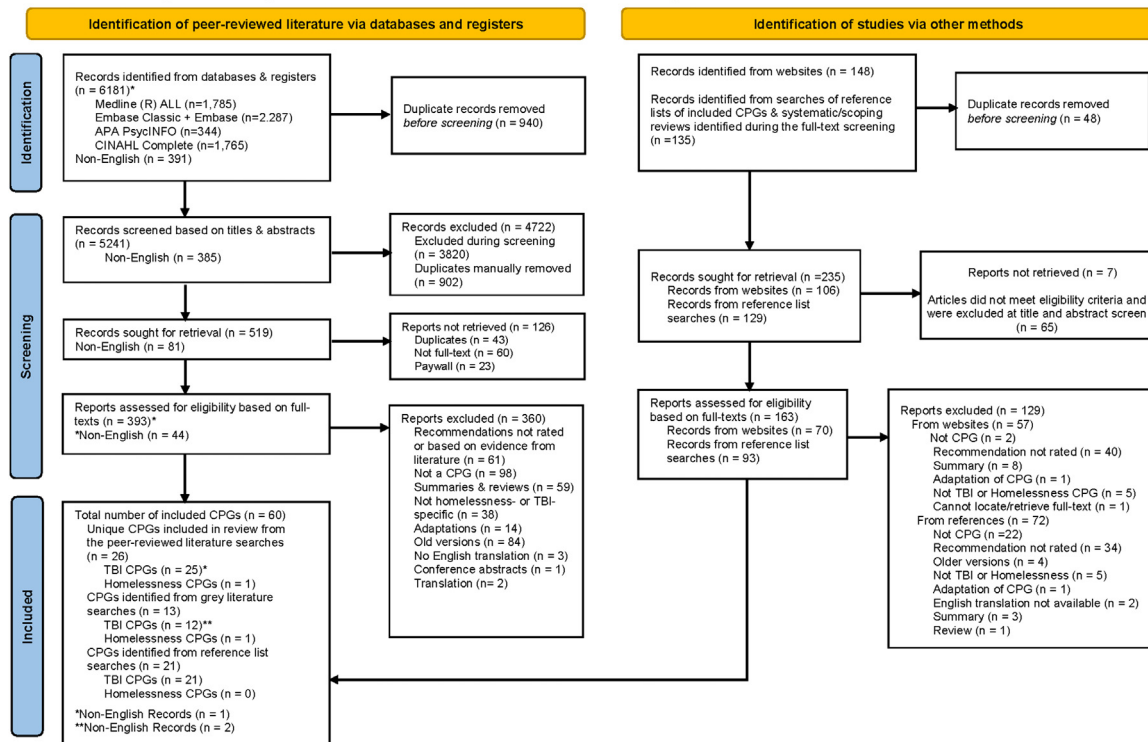 Identification of peer-reviewed literature via databases and registers
Identification of studies via other methods
Identification
Records identified from databases & registers
(n = 6181)*
Medline (R) ALL (n=1,785)
Embase Classic + Embase (n=2.287)
APA PsycINFO (n=344)
CINAHL Complete (n=1,765)
Non-English (n = 391)
Duplicate records removed
before screening (n = 940)
Records identified from websites = 148)
Records identified from searches of reference
lists of included CPGs & systematic/scoping
reviews identified during the full-text screening
(n =135)
Duplicate records removed
before screening (n = 48)
Screening
Records screened based on titles & abstracts
(n = 5241)
Non-English (n = 385)
Records excluded (n = 4722)
Excluded during screening
(n = 3820)
Duplicates manually removed
(n = 902)
Records sought for retrieval (n =235)
Records from websites (n = 106)
Records from reference list
searches (n = 129)
Reports not retrieved (n = 7)
Articles did not meet eligibility criteria and
were excluded at title and abstract screen
(n = 65)
Records sought for retrieval (n = 519)
Non-English (n = 81)
Reports not retrieved (n = 126)
Duplicates (n = 43)
Not full-text (n = 60)
Paywall (n = 23)
Reports assessed for eligibility based on full-
texts (n = 393)*
*Non-English (n = 44)
Reports excluded (n = 360)
Recommendations not rated
or based on evidence from
literature (n = 61)
Not a CPG (n = 98)
Summaries & reviews (n =59)
Not homelessness- or TBI-
specific (n = 38)
Adaptations (n = 14)
Old versions (n = 84)
No English translation (n = 3)
Conference abstracts (n = 1)
Translation (n= 2)
Reports assessed for eligibility
based on full-texts (n = 163)
Records from websites (n = 70)
Records from reference list
searches (n = 93)
Reports excluded (n = 129)
From websites (n = 57)
Not CPG (n = 2)
Recommendation not rated (n = 40)
Summary (n = 8)
Adaptation of CPG (n = 1)
Not TBI or Homelessness CPG (n = 5)
Cannot locate/retrieve full-text (n = 1)
From references (n = 72)
Not CPG (n =22)
Recommendation not rated (n = 34)
Older versions (n = 4)
Not TBI or Homelessness (n = 5)
Adaptation of CPG (n = 1)
English translation not available (n = 2)
Summary (n = 3)
Review (n = 1)
Included
Total number of included CPGs (n = 60)
Unique CPGs included in review from
the peer-reviewed literature searches
(n = 26)
TBI CPGs (n = 25)*
Homelessness CPGs (n = 1)
CPGs identified from grey literature
searches (n = 13)
TBI CPGs (n = 12)**
Homelessness CPGs (n = 1)
CPGs identified from reference list
searches (n = 21)
TBI CPGs (n = 21)
Homelessness CPGs (n = 0)
*Non-English Records (n = 1)
**Non-English Records (n = 2)